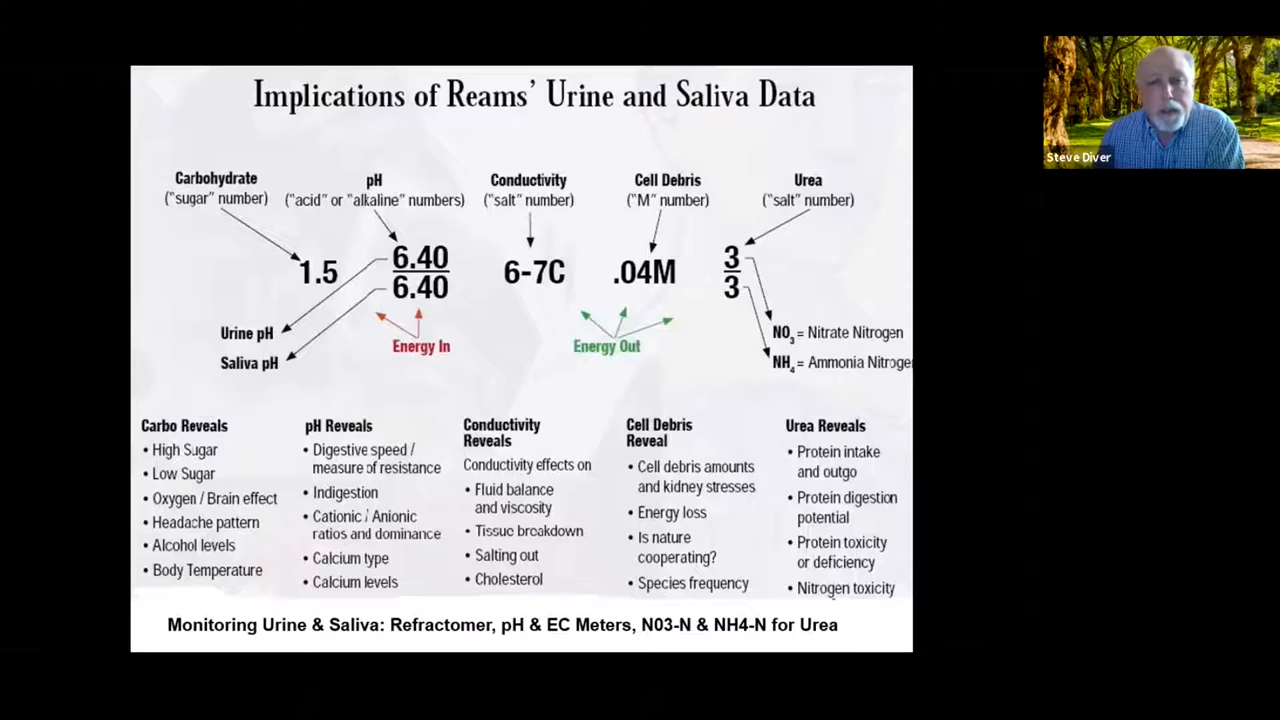 Implications of Reams' Urine and Saliva Data
Steve Diver
Carbohydrate
("sugar" number)
pH
("acid" or "alkaline" numbers)
Conductivity
("salt" number)
Cell Debris
("M" number)
Urea
("salt" number)
1.5
6.40
6.40
6-7C
.04M
3
3
Urine pH
Saliva pH
Energy In
Energy Out
NO3 = Nitrate Nitrogen
NH4 = Ammonia Nitroge
Carbo Reveals
• High Sugar
• Low Sugar
• Oxygen / Brain effect
• Headache pattern
• Alcohol levels
• Body Temperature
pH Reveals
• Digestive speed /
measure of resistance
• Indigestion
• Cationic / Anionic
ratios and dominance
• Calcium type
• Calcium levels
Conductivity
Reveals
Conductivity effects on
• Fluid balance
and viscosity
• Tissue breakdown
• Salting out
• Cholesterol
Cell Debris
Reveal
• Cell debris amounts
and kidney stresses
• Energy loss
• Is nature
cooperating?
• Species frequency
Urea Reveals
• Protein intake
and outgo
• Protein digestion
potential
• Protein toxicity
or deficiency
• Nitrogen toxicity
Monitoring Urine & Saliva: Refractomer, pH & EC Meters, N03-N & NH4-N for Urea